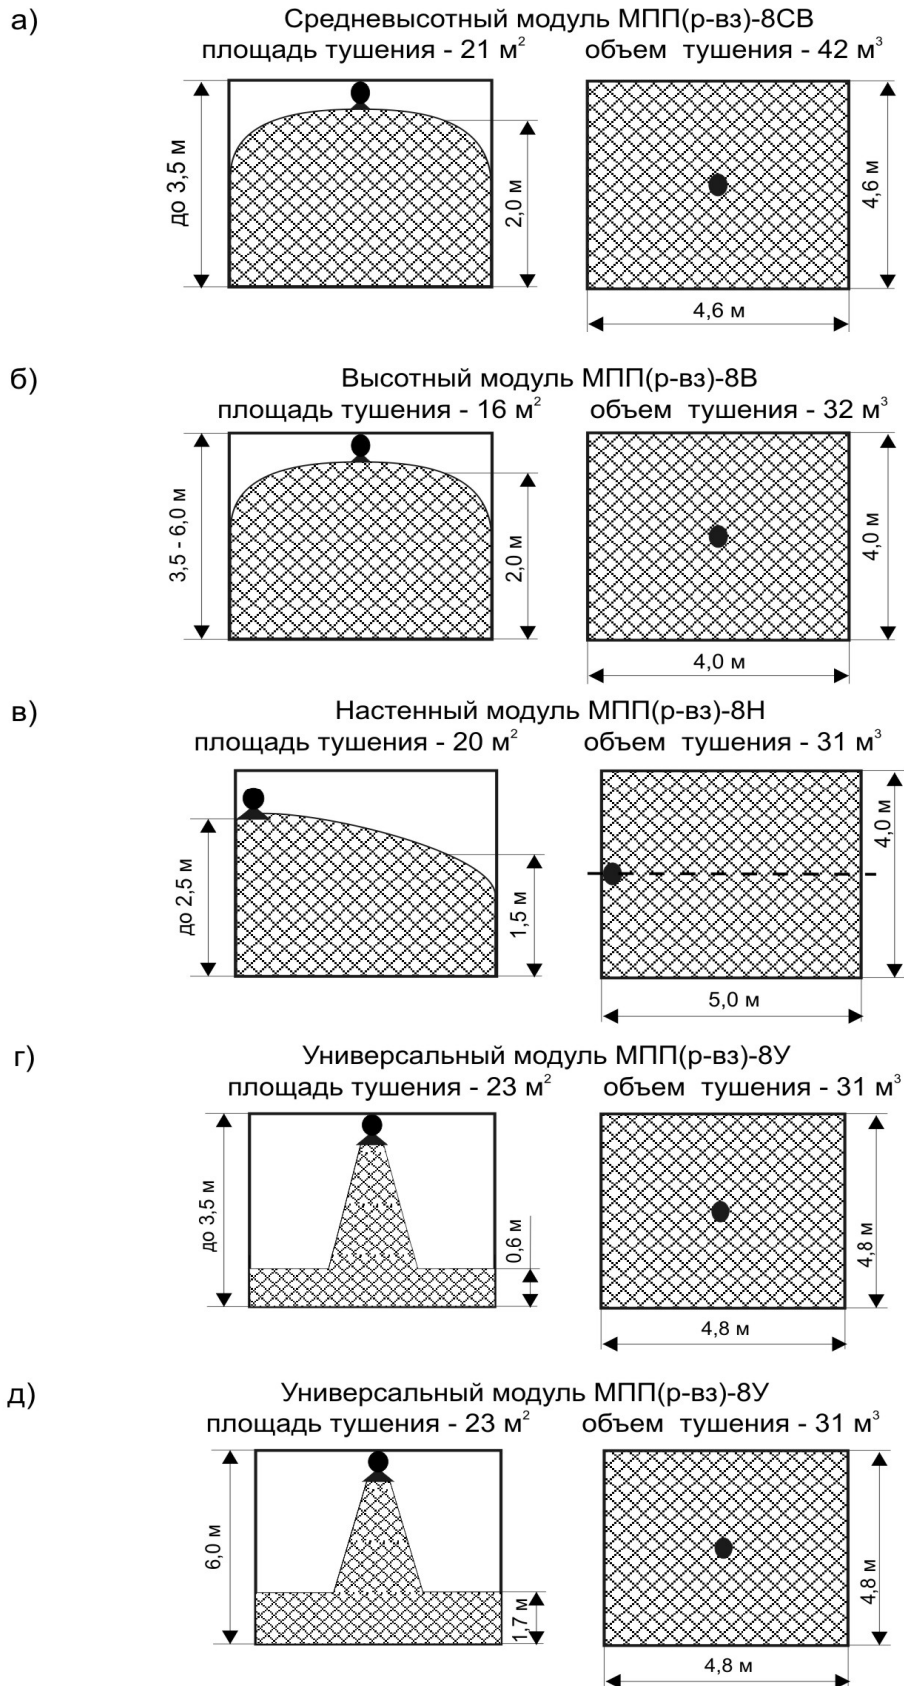 а)
Средневысотный модуль МПП(р-вз)-8СВ
площадь тушения - 21 м² объем тушения - 42 м³
до 3,5 м
2,0 м
4,6 м
4,6 м
б)
Высотный модуль МПП(р-вз)-8В
площадь тушения - 16 м² объем тушения - 32 м³
3,5 - 6,0 м
2,0 м
4,0 м
4,0 м
в)
Настенный модуль МПП(р-вз)-8Н
площадь тушения - 20 м² объем тушения - 31 м³
до 2,5 м
1,5 м
4,0 м
5,0 м
г)
Универсальный модуль МПП(р-вз)-8У
площадь тушения - 23 м² объем тушения - 31 м³
до 3,5 м
0,6 м
4,8 м
4,8 м
д)
Универсальный модуль МПП(р-вз)-8У
площадь тушения - 23 м² объем тушения - 31 м³
6,0 м
1,7 м
4,8 м
4,8 м